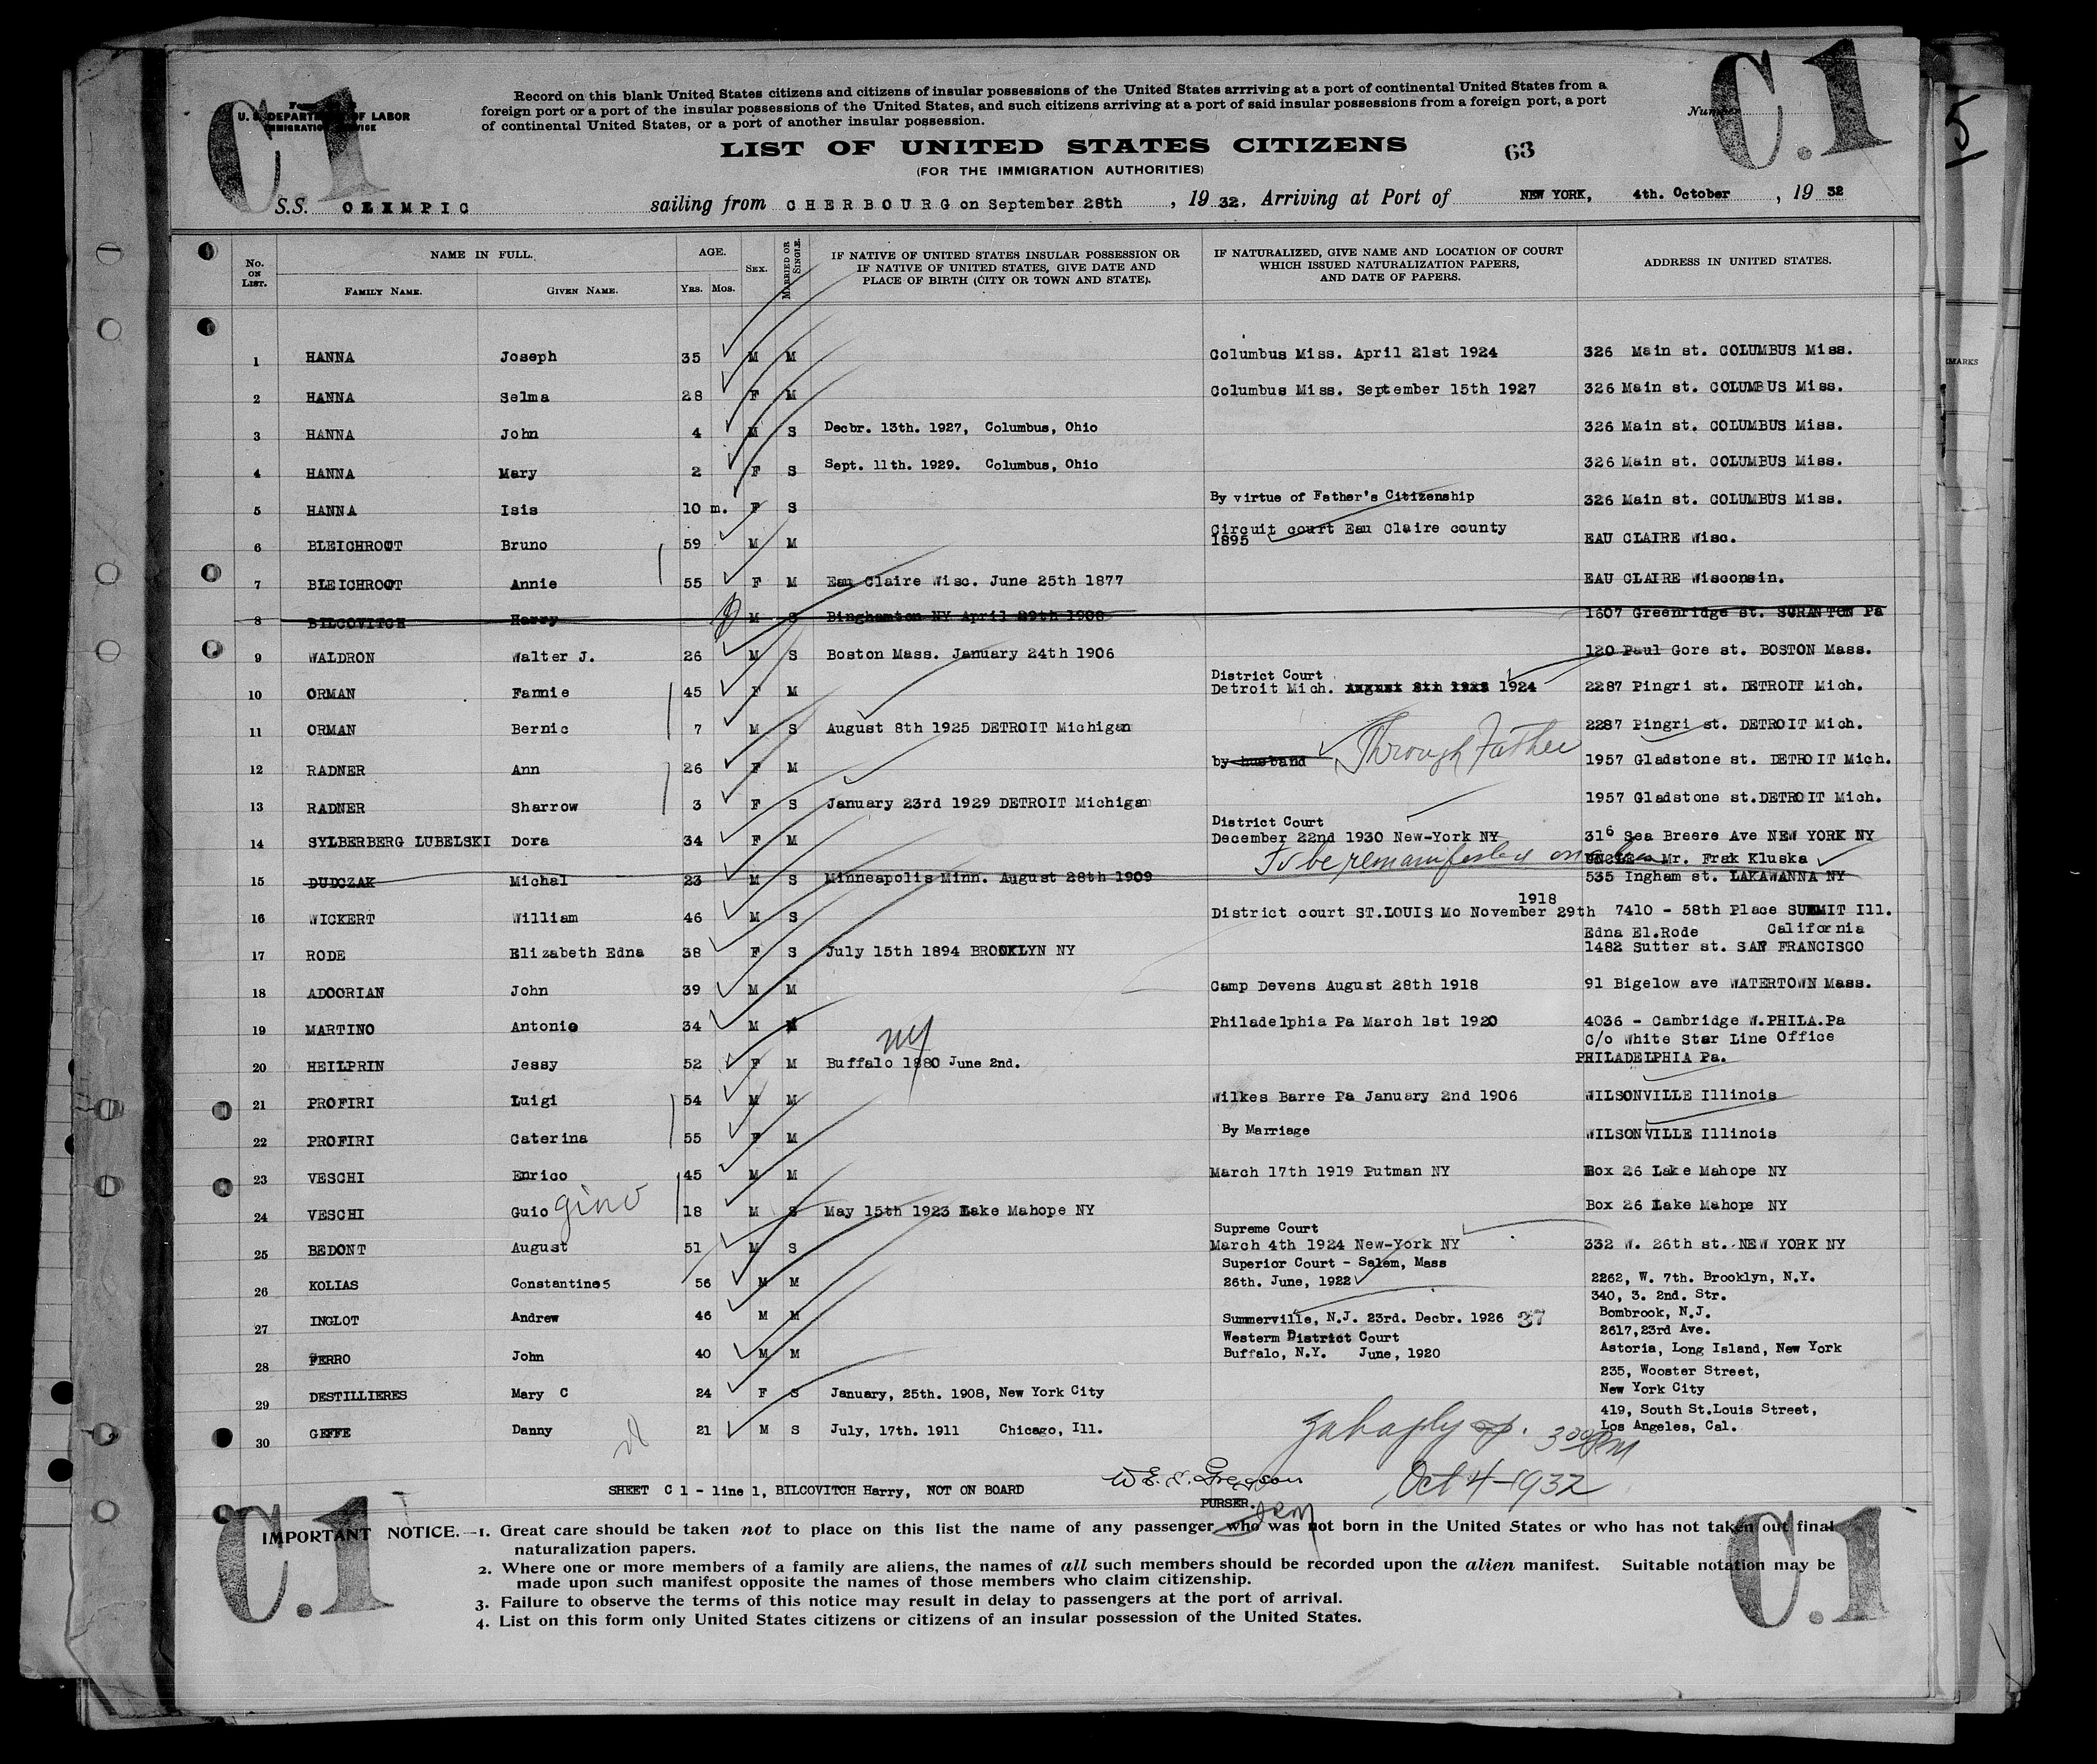 C.1
C.1
5
U. S. DEPARTMENT OF LABOR
IMMIGRATION SERVICE
Number
Record on this blank United States citizens and citizens of insular possessions of the United States arrriving at a port of continental United States from a
foreign port or a port of the insular possessions of the United States, and such citizens arriving at a port of said insular possessions from a foreign port, a port
of continental United States, or a port of another insular possession.
LIST OF UNITED STATES CITIZENS 63
(FOR THE IMMIGRATION AUTHORITIES)
S.S. OLYMPIC sailing from CHERBOURG on September 28th , 19 32, Arriving at Port of NEW YORK, 4th. October , 19 32
No. ON LIST. NAME IN FULL. AGE. SEX. MARRIED OR SINGLE. IF NATIVE OF UNITED STATES INSULAR POSSESSION OR IF NATIVE OF UNITED STATES, GIVE DATE AND PLACE OF BIRTH (CITY OR TOWN AND STATE). IF NATURALIZED, GIVE NAME AND LOCATION OF COURT WHICH ISSUED NATURALIZATION PAPERS, AND DATE OF PAPERS. ADDRESS IN UNITED STATES.
FAMILY NAME. GIVEN NAME. YRS. MOS.
1 HANNA Joseph 35 M M Columbus Miss. April 21st 1924 326 Main st. COLUMBUS Miss.
2 HANNA Selma 28 F M Columbus Miss. September 15th 1927 326 Main st. COLUMBUS Miss.
3 HANNA John 4 M S Decbr. 13th. 1927, Columbus, Ohio 326 Main st. COLUMBUS Miss.
4 HANNA Mary 2 F S Sept. 11th. 1929. Columbus, Ohio 326 Main st. COLUMBUS Miss.
5 HANNA Isis 10 m. F S By virtue of Father's Citizenship 326 Main st. COLUMBUS Miss.
Circuit court Eau Claire county
6 BLEICHROOT Bruno 59 M M 1895 EAU CLAIRE Wisc.
7 BLEICHROOT Annie 55 F M Eau Claire Wisc. June 25th 1877 EAU CLAIRE Wisconsin.
8 BILCOVITCH Harry M S Binghamton NY April 29th 1908 1607 Greenridge st. SCRANTON Pa
9 WALDRON Walter J. 26 M S Boston Mass. January 24th 1906 120 Paul Gore st. BOSTON Mass.
District Court
10 ORMAN Fannie 45 F M Detroit Mich. 1924 2287 Pingri st. DETROIT Mich.
11 ORMAN Bernic 7 M S August 8th 1925 DETROIT Michigan 2287 Pingri st. DETROIT Mich.
12 RADNER Ann 26 F M by husband Through Father 1957 Gladstone st. DETROIT Mich.
13 RADNER Sharrow 3 F S January 23rd 1929 DETROIT Michigan 1957 Gladstone st.DETROIT Mich.
District Court
14 SYLBERBERG LUBELSKI Dora 34 F M December 22nd 1930 New-York NY 316 Sea Breere Ave NEW YORK NY
To be remanifested on UNCLE Mr. Frak Kluska
15 DUDCZAK Michal 23 M S Minneapolis Minn. August 28th 1909 535 Ingham st. LAKAWANNA NY
1918
16 WICKERT William 46 M S District court ST.LOUIS Mo November 29th 7410 - 58th Place SUMMIT Ill.
Edna El.Rode California
17 RODE Elizabeth Edna 38 F S July 15th 1894 BROOKLYN NY 1482 Sutter st. SAN FRANCISCO
18 ADOORIAN John 39 M M Camp Devens August 28th 1918 91 Bigelow ave WATERTOWN Mass.
19 MARTINO Antonio 34 M M Philadelphia Pa March 1st 1920 4036 - Cambridge W.PHILA.Pa
NY c/o White Star Line Office
20 HEILPRIN Jessy 52 F M Buffalo 1880 June 2nd. PHILADELPHIA Pa.
21 PROFIRI Luigi 54 M M Wilkes Barre Pa January 2nd 1906 WILSONVILLE Illinois
22 PROFIRI Caterina 55 F M By Marriage WILSONVILLE Illinois
23 VESCHI Enrico 45 M M March 17th 1919 Putman NY Box 26 Lake Mahope NY
24 VESCHI Guio gino 18 M S May 15th 1923 Lake Mahope NY Box 26 Lake Mahope NY
Supreme Court
25 BEDONT August 51 M S March 4th 1924 New-York NY 332 W. 26th st. NEW YORK NY
Superior Court - Salem, Mass
26 KOLIAS Constantines 56 M M 26th. June, 1922 2262, W. 7th. Brooklyn, N.Y.
340, 3. 2nd. Str.
27 INGLOT Andrew 46 M M Summerville, N.J. 23rd. Decbr. 1926 37 Bombrook, N.J.
Westerm District Court 2617,23rd Ave.
28 FERRO John 40 M M Buffalo, N.Y. June, 1920 Astoria, Long Island, New York
235, Wooster Street,
29 DESTILLIERES Mary C 24 F S January, 25th. 1908, New York City New York City
419, South St.Louis Street,
30 GEFFE Danny 21 M S July, 17th. 1911 Chicago, Ill. Los Angeles, Cal.
300 PM
Oct 4-1932
SHEET C 1 - line 1, BILCOVITCH Harry, NOT ON BOARD
PURSER.
C.1
C.1
IMPORTANT NOTICE.-1. Great care should be taken not to place on this list the name of any passenger who was not born in the United States or who has not taken out final
naturalization papers.
2. Where one or more members of a family are aliens, the names of all such members should be recorded upon the alien manifest. Suitable notation may be
made upon such manifest opposite the names of those members who claim citizenship.
3. Failure to observe the terms of this notice may result in delay to passengers at the port of arrival.
4. List on this form only United States citizens or citizens of an insular possession of the United States.